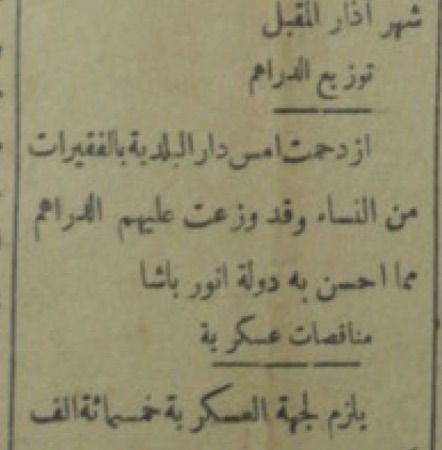 شهر اذار المقبل
توزيع الدراهم
ازدحمت امس دار البلدية بالفقيرات
من النساء وقد وزعت عليهم الدراهم
مما احسن به دولة انور باشا
مناقصات عسكرية
يلزم لجهة العسكرية خمسمائة الف